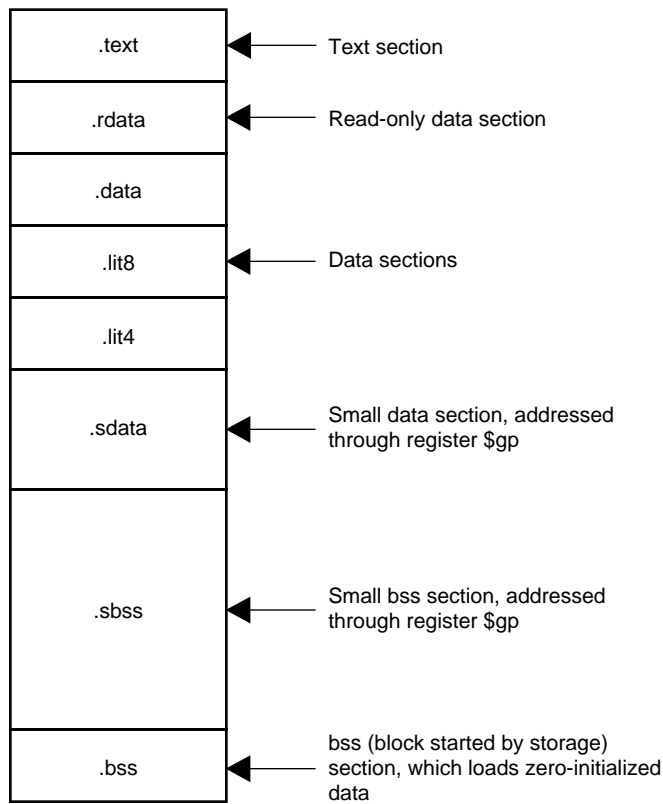 .text
Text section
.rdata
Read-only data section
.data
.lit8
Data sections
.lit4
.sdata
Small data section, addressed
through register $gp
.sbss
Small bss section, addressed
through register $gp
.bss
bss (block started by storage)
section, which loads zero-initialized
data